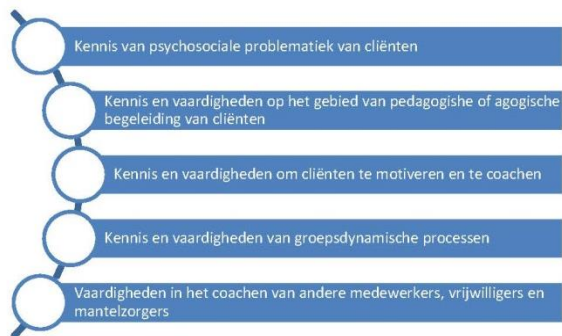 Kennis van psychosociale problematiek van cliënten
Kennis en vaardigheden op het gebied van pedagogishe of agogische
begeleiding van cliënten
Kennis en vaardigheden om cliënten te motiveren en te coachen
Kennis en vaardigheden van groepsdynamische processen
Vaardigheden in het coachen van andere medewerkers, vrijwilligers en
mantelzorgers